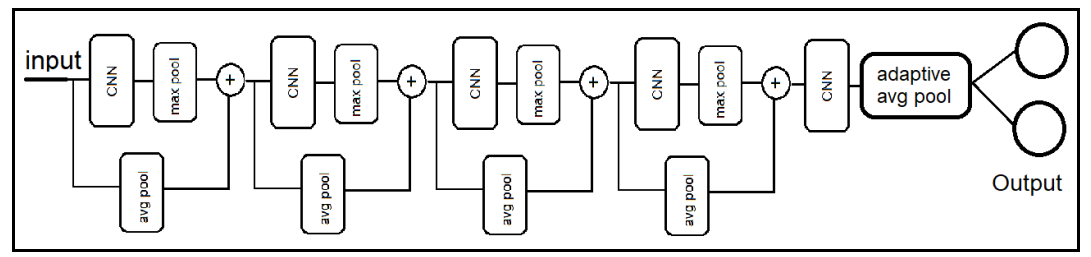 input
CNN
max pool
+
avg pool
CNN
max pool
+
avg pool
CNN
max pool
+
avg pool
CNN
max pool
+
avg pool
CNN
adaptive
avg pool
Output